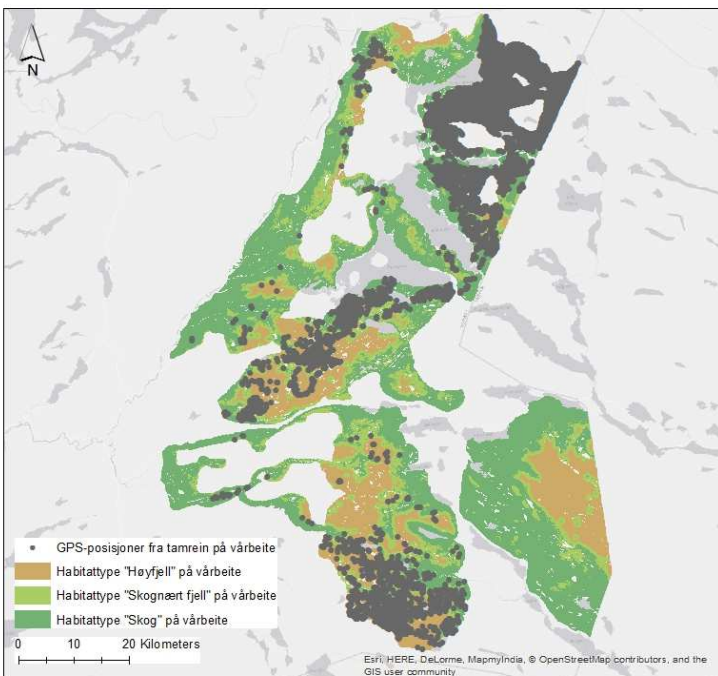 N
GPS-posisjoner fra tamrein på vårbeite
Habitattype "Høyfjell" på vårbeite
Habitattype "Skognært fjell" på vårbeite
Habitattype "Skog" på vårbeite
0 10 20 Kilometers
Esri, HERE, DeLorme, MapmyIndia, © OpenStreetMap contributors, and the
GIS user community